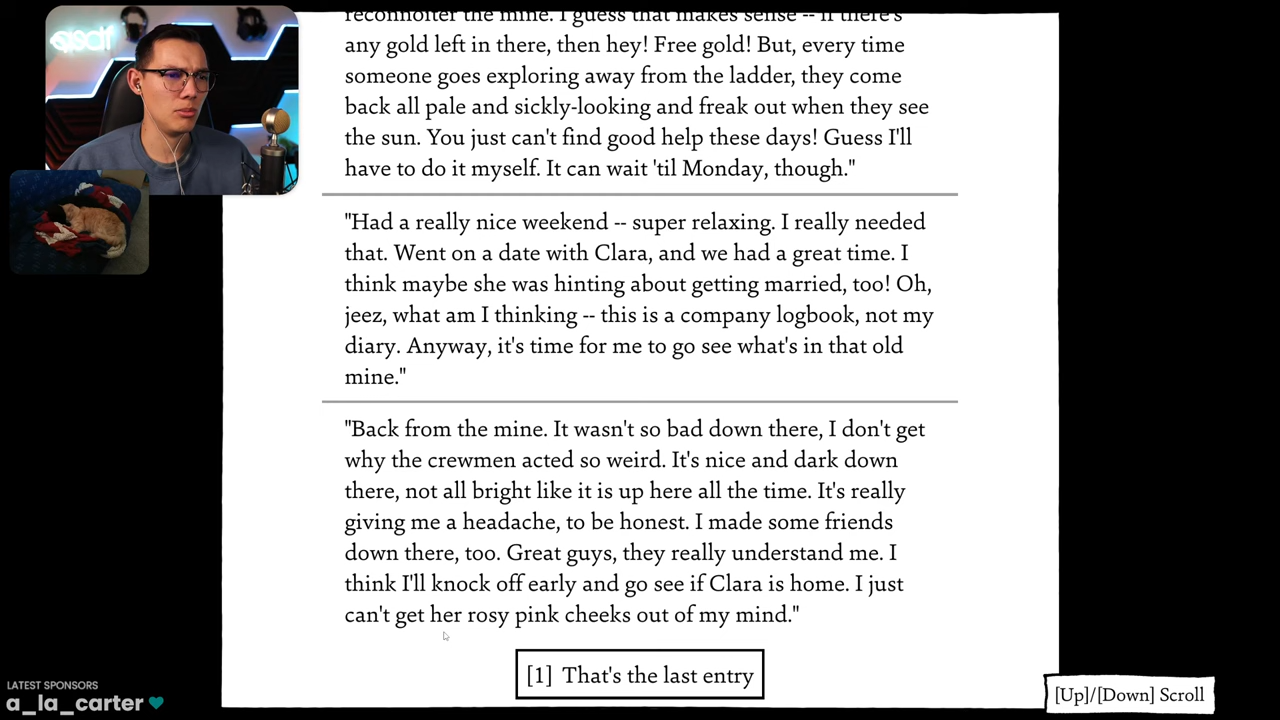 reconnoiter the mine. I guess that makes sense -- if there's
any gold left in there, then hey! Free gold! But, every time
someone goes exploring away from the ladder, they come
back all pale and sickly-looking and freak out when they see
the sun. You just can't find good help these days! Guess I'll
have to do it myself. It can wait 'til Monday, though."
"Had a really nice weekend -- super relaxing. I really needed
that. Went on a date with Clara, and we had a great time. I
think maybe she was hinting about getting married, too! Oh,
jeez, what am I thinking -- this is a company logbook, not my
diary. Anyway, it's time for me to go see what's in that old
mine."
"Back from the mine. It wasn't so bad down there, I don't get
why the crewmen acted so weird. It's nice and dark down
there, not all bright like it is up here all the time. It's really
giving me a headache, to be honest. I made some friends
down there, too. Great guys, they really understand me. I
think I'll knock off early and go see if Clara is home. I just
can't get her rosy pink cheeks out of my mind."
[1] That's the last entry
[Up]/[Down] Scroll
LATEST SPONSORS
a_la_carter